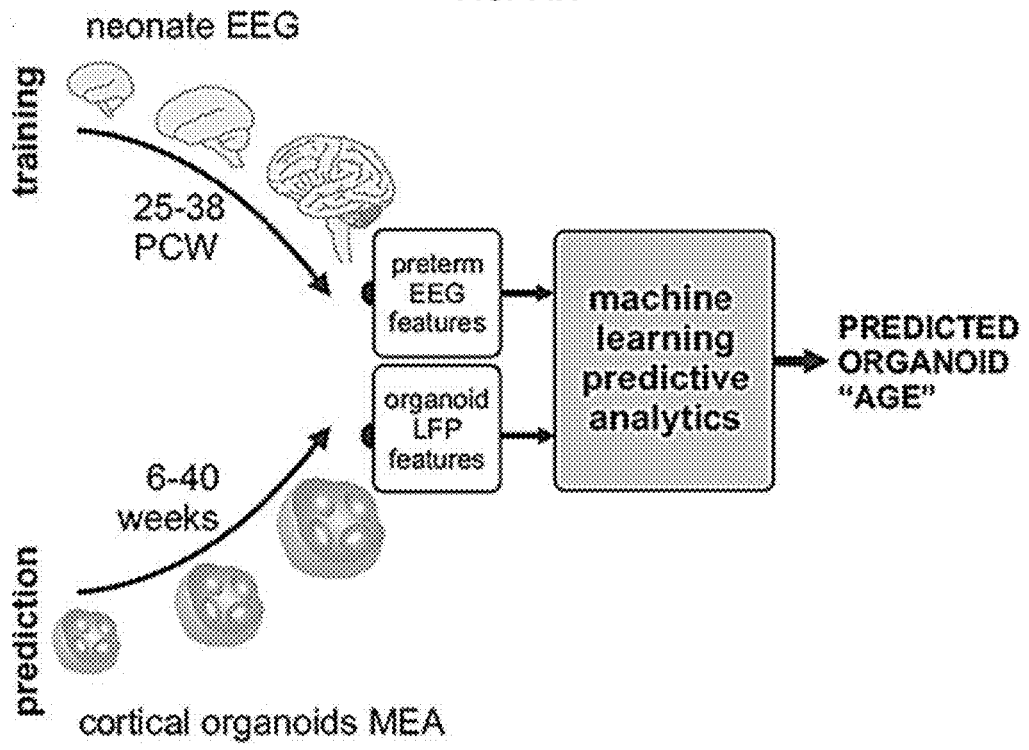 neonate EEG
training
25-38
PCW
preterm
EEG
features
machine
learning
predictive
analytics
PREDICTED
ORGANOID
“AGE”
organoid
LFP
features
6-40
weeks
prediction
cortical organoids MEA